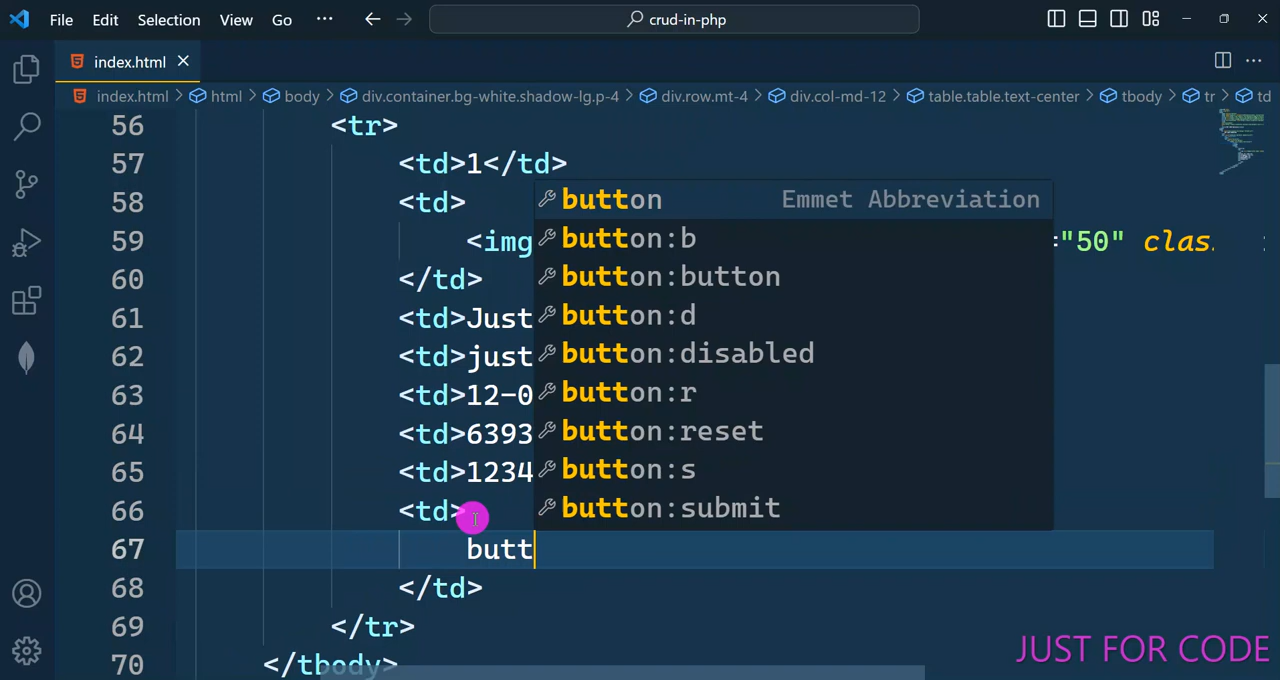 File Edit Selection View Go ··· crud-in-php
index.html
index.html > html > body > div.container.bg-white.shadow-lg.p-4 > div.row.mt-4 > div.col-md-12 > table.table.text-center > tbody > tr > td
56 <tr>
57 <td>1</td>
58 <td>
59 <img ="50" clas
60 </td>
61 <td>Just
62 <td>just
63 <td>12-0
64 <td>6393
65 <td>1234
66 <td>
67 butt
68 </td>
69 </tr>
70 </tbody>
button Emmet Abbreviation
button:b
button:button
button:d
button:disabled
button:r
button:reset
button:s
button:submit
JUST FOR CODE